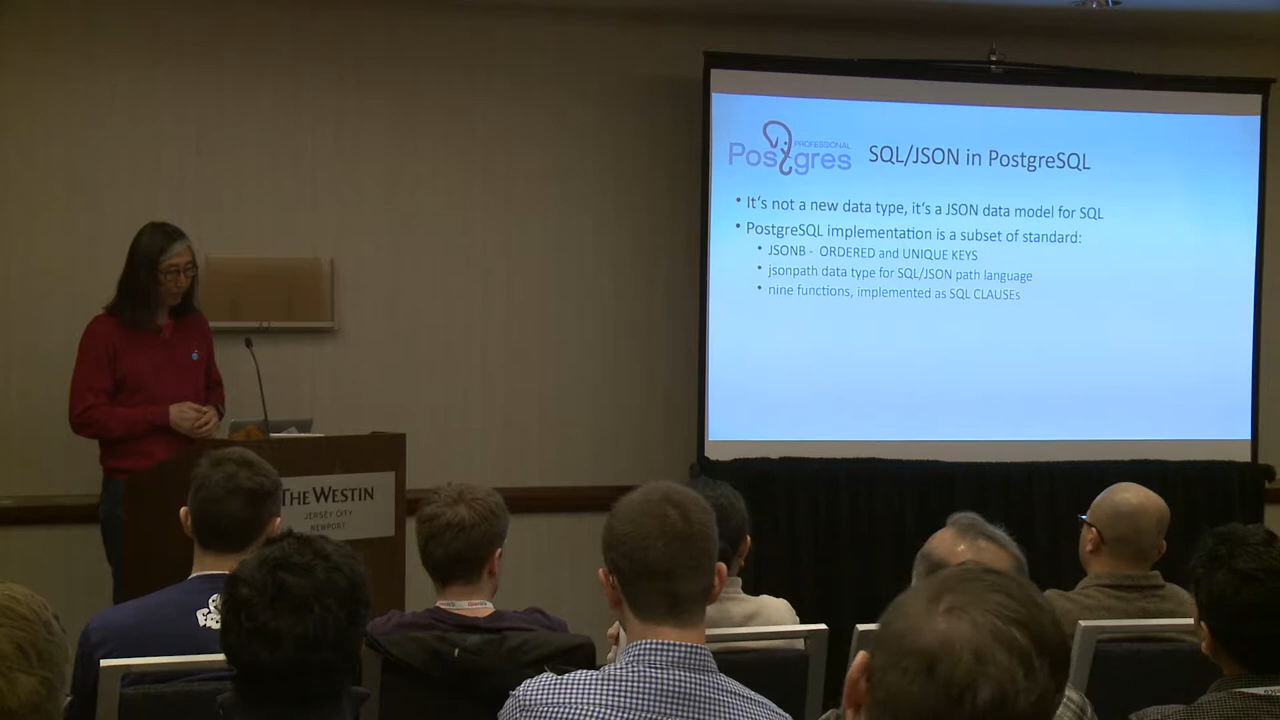 PROFESSIONAL
Postgres
SQL/JSON in PostgreSQL
• It's not a new data type, it's a JSON data model for SQL
• PostgreSQL implementation is a subset of standard:
• JSONB - ORDERED and UNIQUE KEYS
• jsonpath data type for SQL/JSON path language
• nine functions, implemented as SQL CLAUSEs
THE WESTIN
JERSEY CITY
NEWPORT